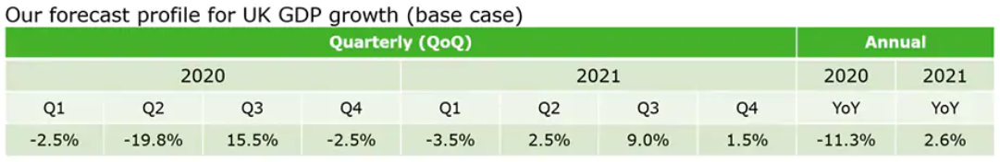 Our forecast profile for UK GDP growth (base case)
Quarterly (QoQ) Annual
2020 2021 2020 2021
Q1 Q2 Q3 Q4 Q1 Q2 Q3 Q4 YoY YoY
-2.5% -19.8% 15.5% -2.5% -3.5% 2.5% 9.0% 1.5% -11.3% 2.6%